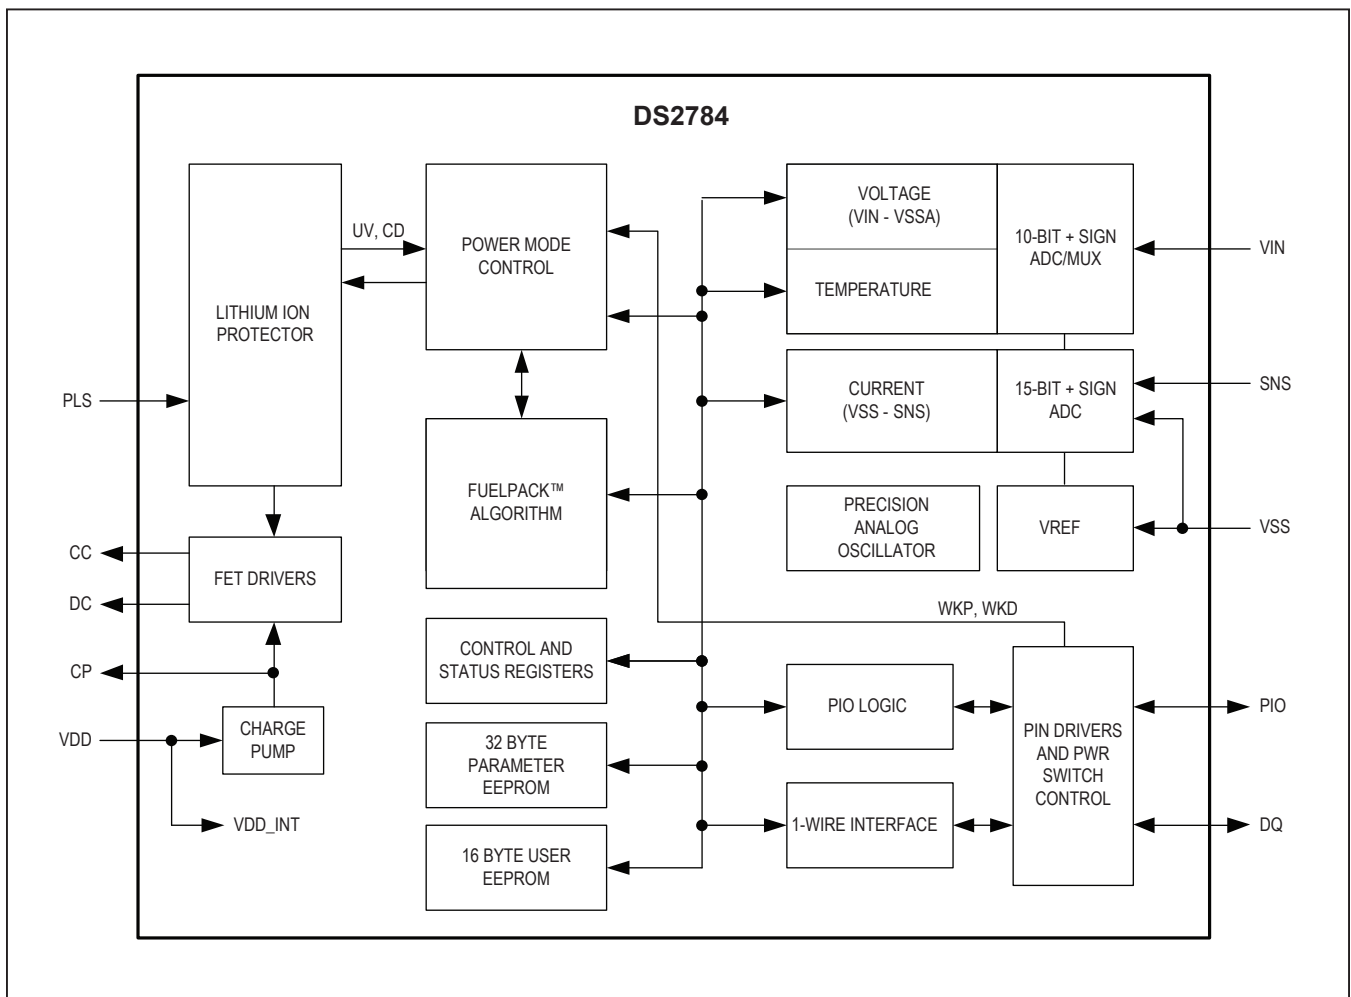 DS2784
LITHIUM ION
PROTECTOR
UV, CD
POWER MODE
CONTROL
VOLTAGE
(VIN - VSSA)
TEMPERATURE
10-BIT + SIGN
ADC/MUX
VIN
PLS
FUELPACK™
ALGORITHM
CURRENT
(VSS - SNS)
15-BIT + SIGN
ADC
SNS
PRECISION
ANALOG
OSCILLATOR
VREF
VSS
CC
DC
FET DRIVERS
CP
VDD
CHARGE
PUMP
VDD_INT
CONTROL AND
STATUS REGISTERS
32 BYTE
PARAMETER
EEPROM
16 BYTE USER
EEPROM
WKP, WKD
PIO LOGIC
1-WIRE INTERFACE
PIN DRIVERS
AND PWR
SWITCH
CONTROL
PIO
DQ